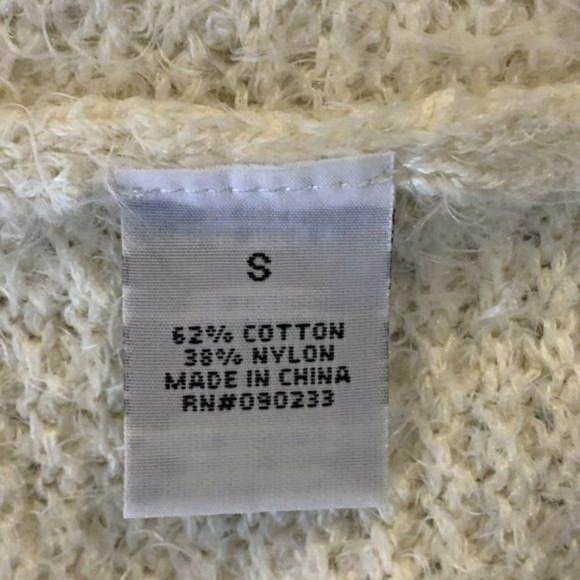 S
62% COTTON
38% NYLON
MADE IN CHINA
RN#090233